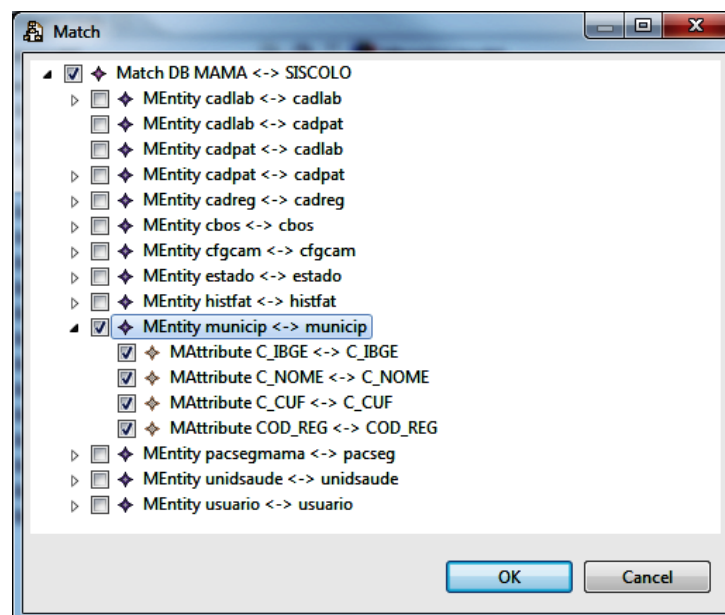 Match
Match DB MAMA <-> SISCOLO
MEntity cadlab <-> cadlab
MEntity cadlab <-> cadpat
MEntity cadpat <-> cadlab
MEntity cadpat <-> cadpat
MEntity cadreg <-> cadreg
MEntity cbos <-> cbos
MEntity cfgcam <-> cfgcam
MEntity estado <-> estado
MEntity histfat <-> histfat
MEntity municip <-> municip
MAttribute C_IBGE <-> C_IBGE
MAttribute C_NOME <-> C_NOME
MAttribute C_CUF <-> C_CUF
MAttribute COD_REG <-> COD_REG
MEntity pacsegmama <-> pacseg
MEntity unidsaude <-> unidsaude
MEntity usuario <-> usuario
OK Cancel